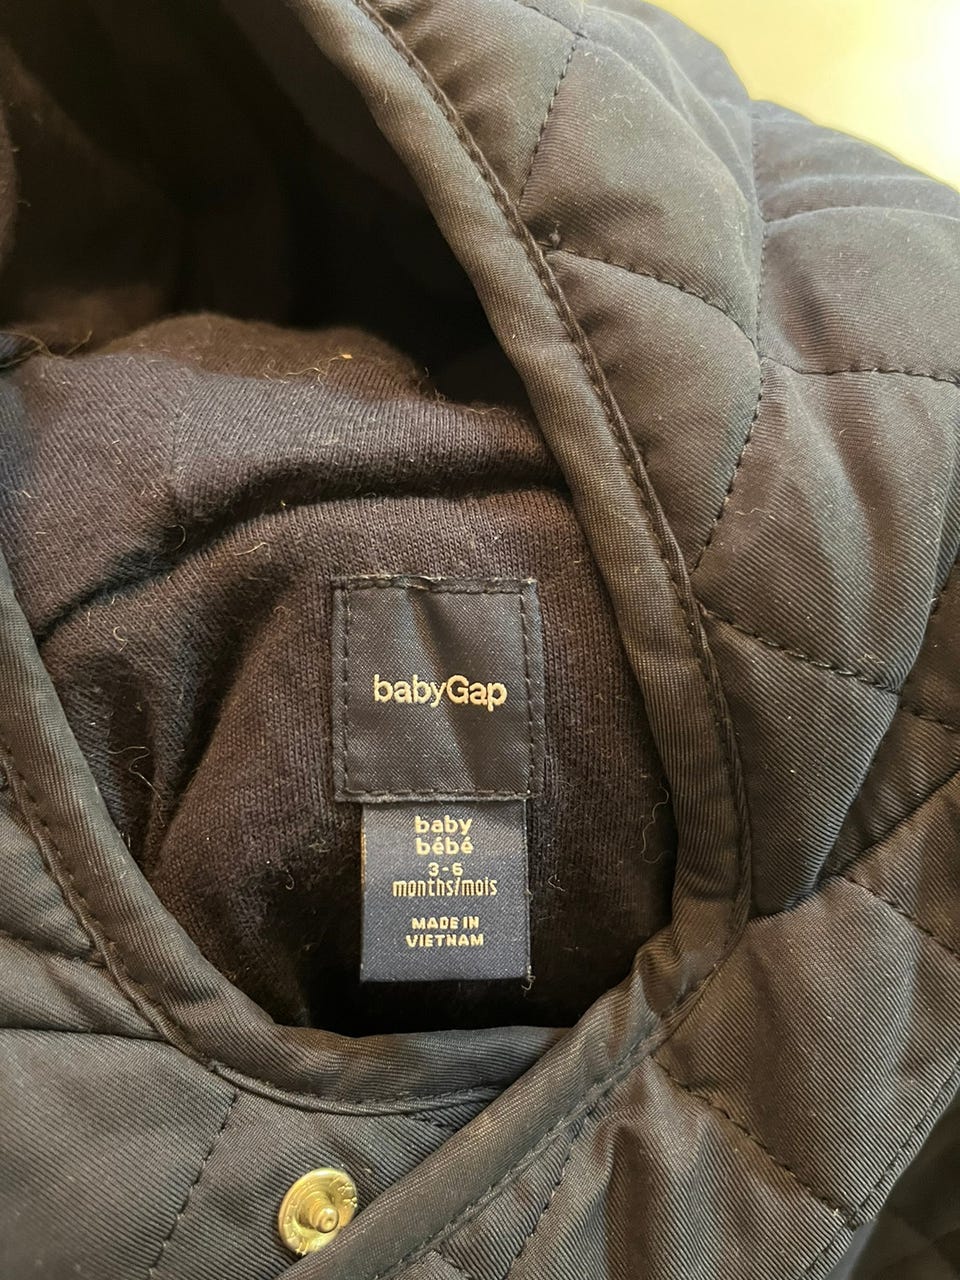 babyGap
baby
bébé
3-6
months/mois
MADE IN
VIETNAM